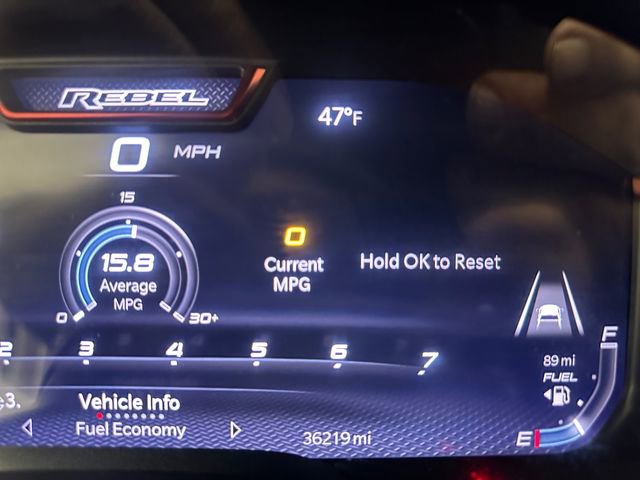 REBEL
47°F
0 MPH
15
15.8
Average
MPG
0 30+
0
Current
MPG
Hold OK to Reset
2 3 4 5 6 7
F
89 mi
FUEL
E
3.
Vehicle Info
Fuel Economy
36219 mi